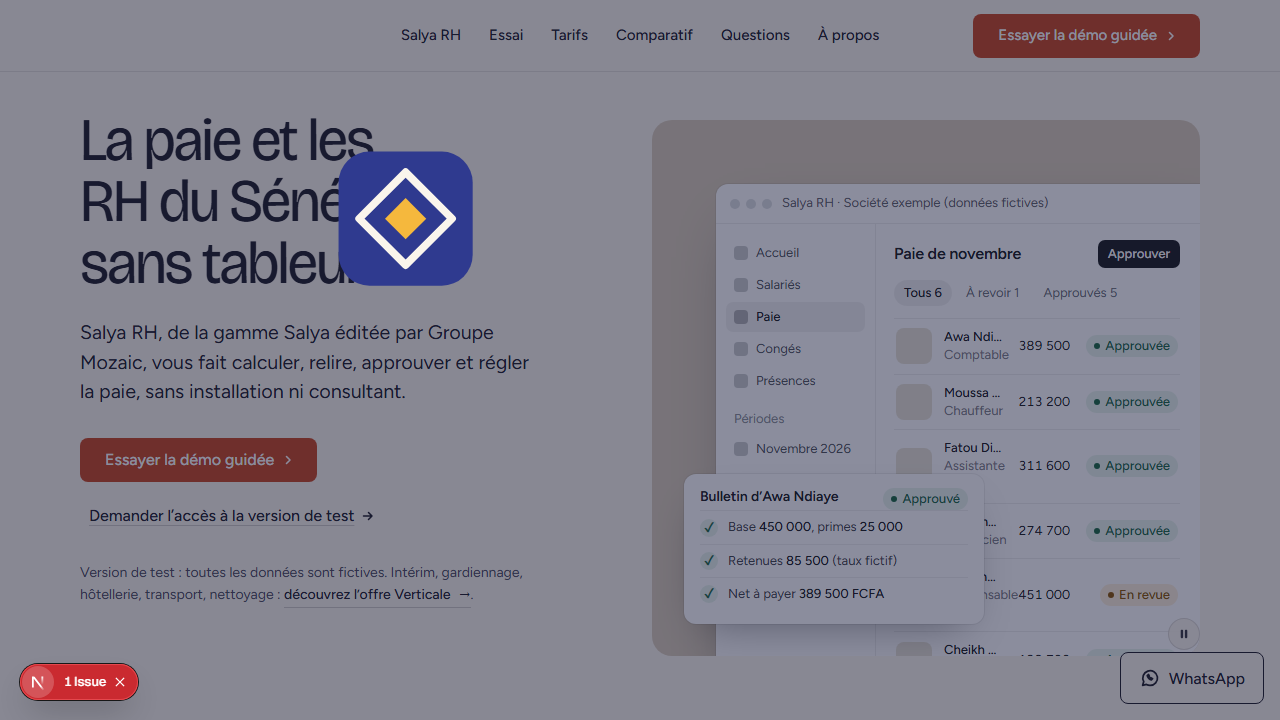 Salya RH
Essai
Tarifs
Comparatif
Questions
À propos
Essayer la démo guidée
La paie et les
RH du Séné
sans tableu
Salya RH, de la gamme Salya éditée par Groupe
Mozaic, vous fait calculer, relire, approuver et régler
la paie, sans installation ni consultant.
Essayer la démo guidée
Demander l’accès à la version de test →
Version de test : toutes les données sont fictives. Intérim, gardiennage,
hôtellerie, transport, nettoyage : découvrez l’offre Verticale →.
Salya RH · Société exemple (données fictives)
Accueil
Salariés
Paie
Congés
Présences
Périodes
Novembre 2026
Paie de novembre
Approuver
Tous 6
À revoir 1
Approuvés 5
Awa Ndi...
Comptable
389 500
Approuvée
Moussa ...
Chauffeur
213 200
Approuvée
Fatou Di...
Assistante
311 600
Approuvée
274 700
Approuvée
451 000
En revue
Cheikh ...
Bulletin d’Awa Ndiaye
Approuvé
Base 450 000, primes 25 000
Retenues 85 500 (taux fictif)
Net à payer 389 500 FCFA
N
1 Issue
WhatsApp